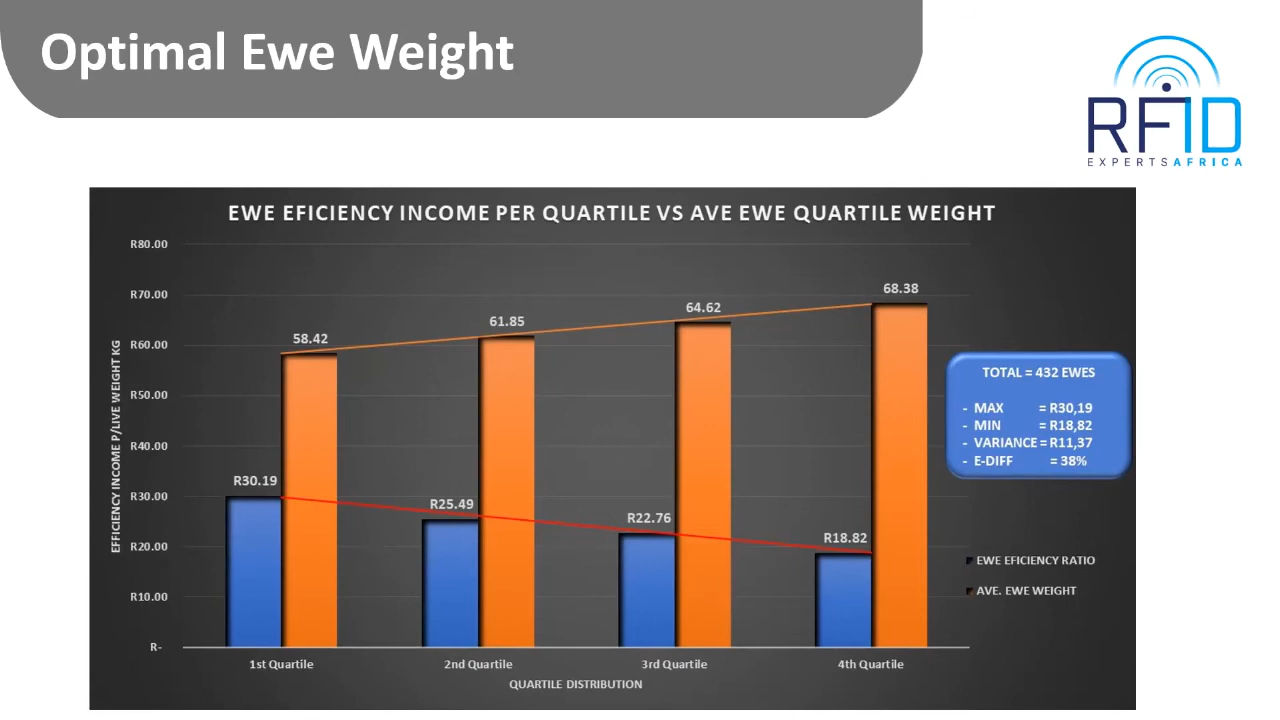 Optimal Ewe Weight
RFID
EXPERTSAFRICA
EWE EFICIENCY INCOME PER QUARTILE VS AVE EWE QUARTILE WEIGHT
EFFICIENCY INCOME P/LIVE WEIGHT KG
R80.00
R70.00
R60.00
R50.00
R40.00
R30.00
R20.00
R10.00
R-
58.42
61.85
64.62
68.38
R30.19
R25.49
R22.76
R18.82
1st Quartile
2nd Quartile
3rd Quartile
4th Quartile
QUARTILE DISTRIBUTION
TOTAL = 432 EWES
- MAX = R30,19
- MIN = R18,82
- VARIANCE = R11,37
- E-DIFF = 38%
EWE EFICIENCY RATIO
AVE. EWE WEIGHT